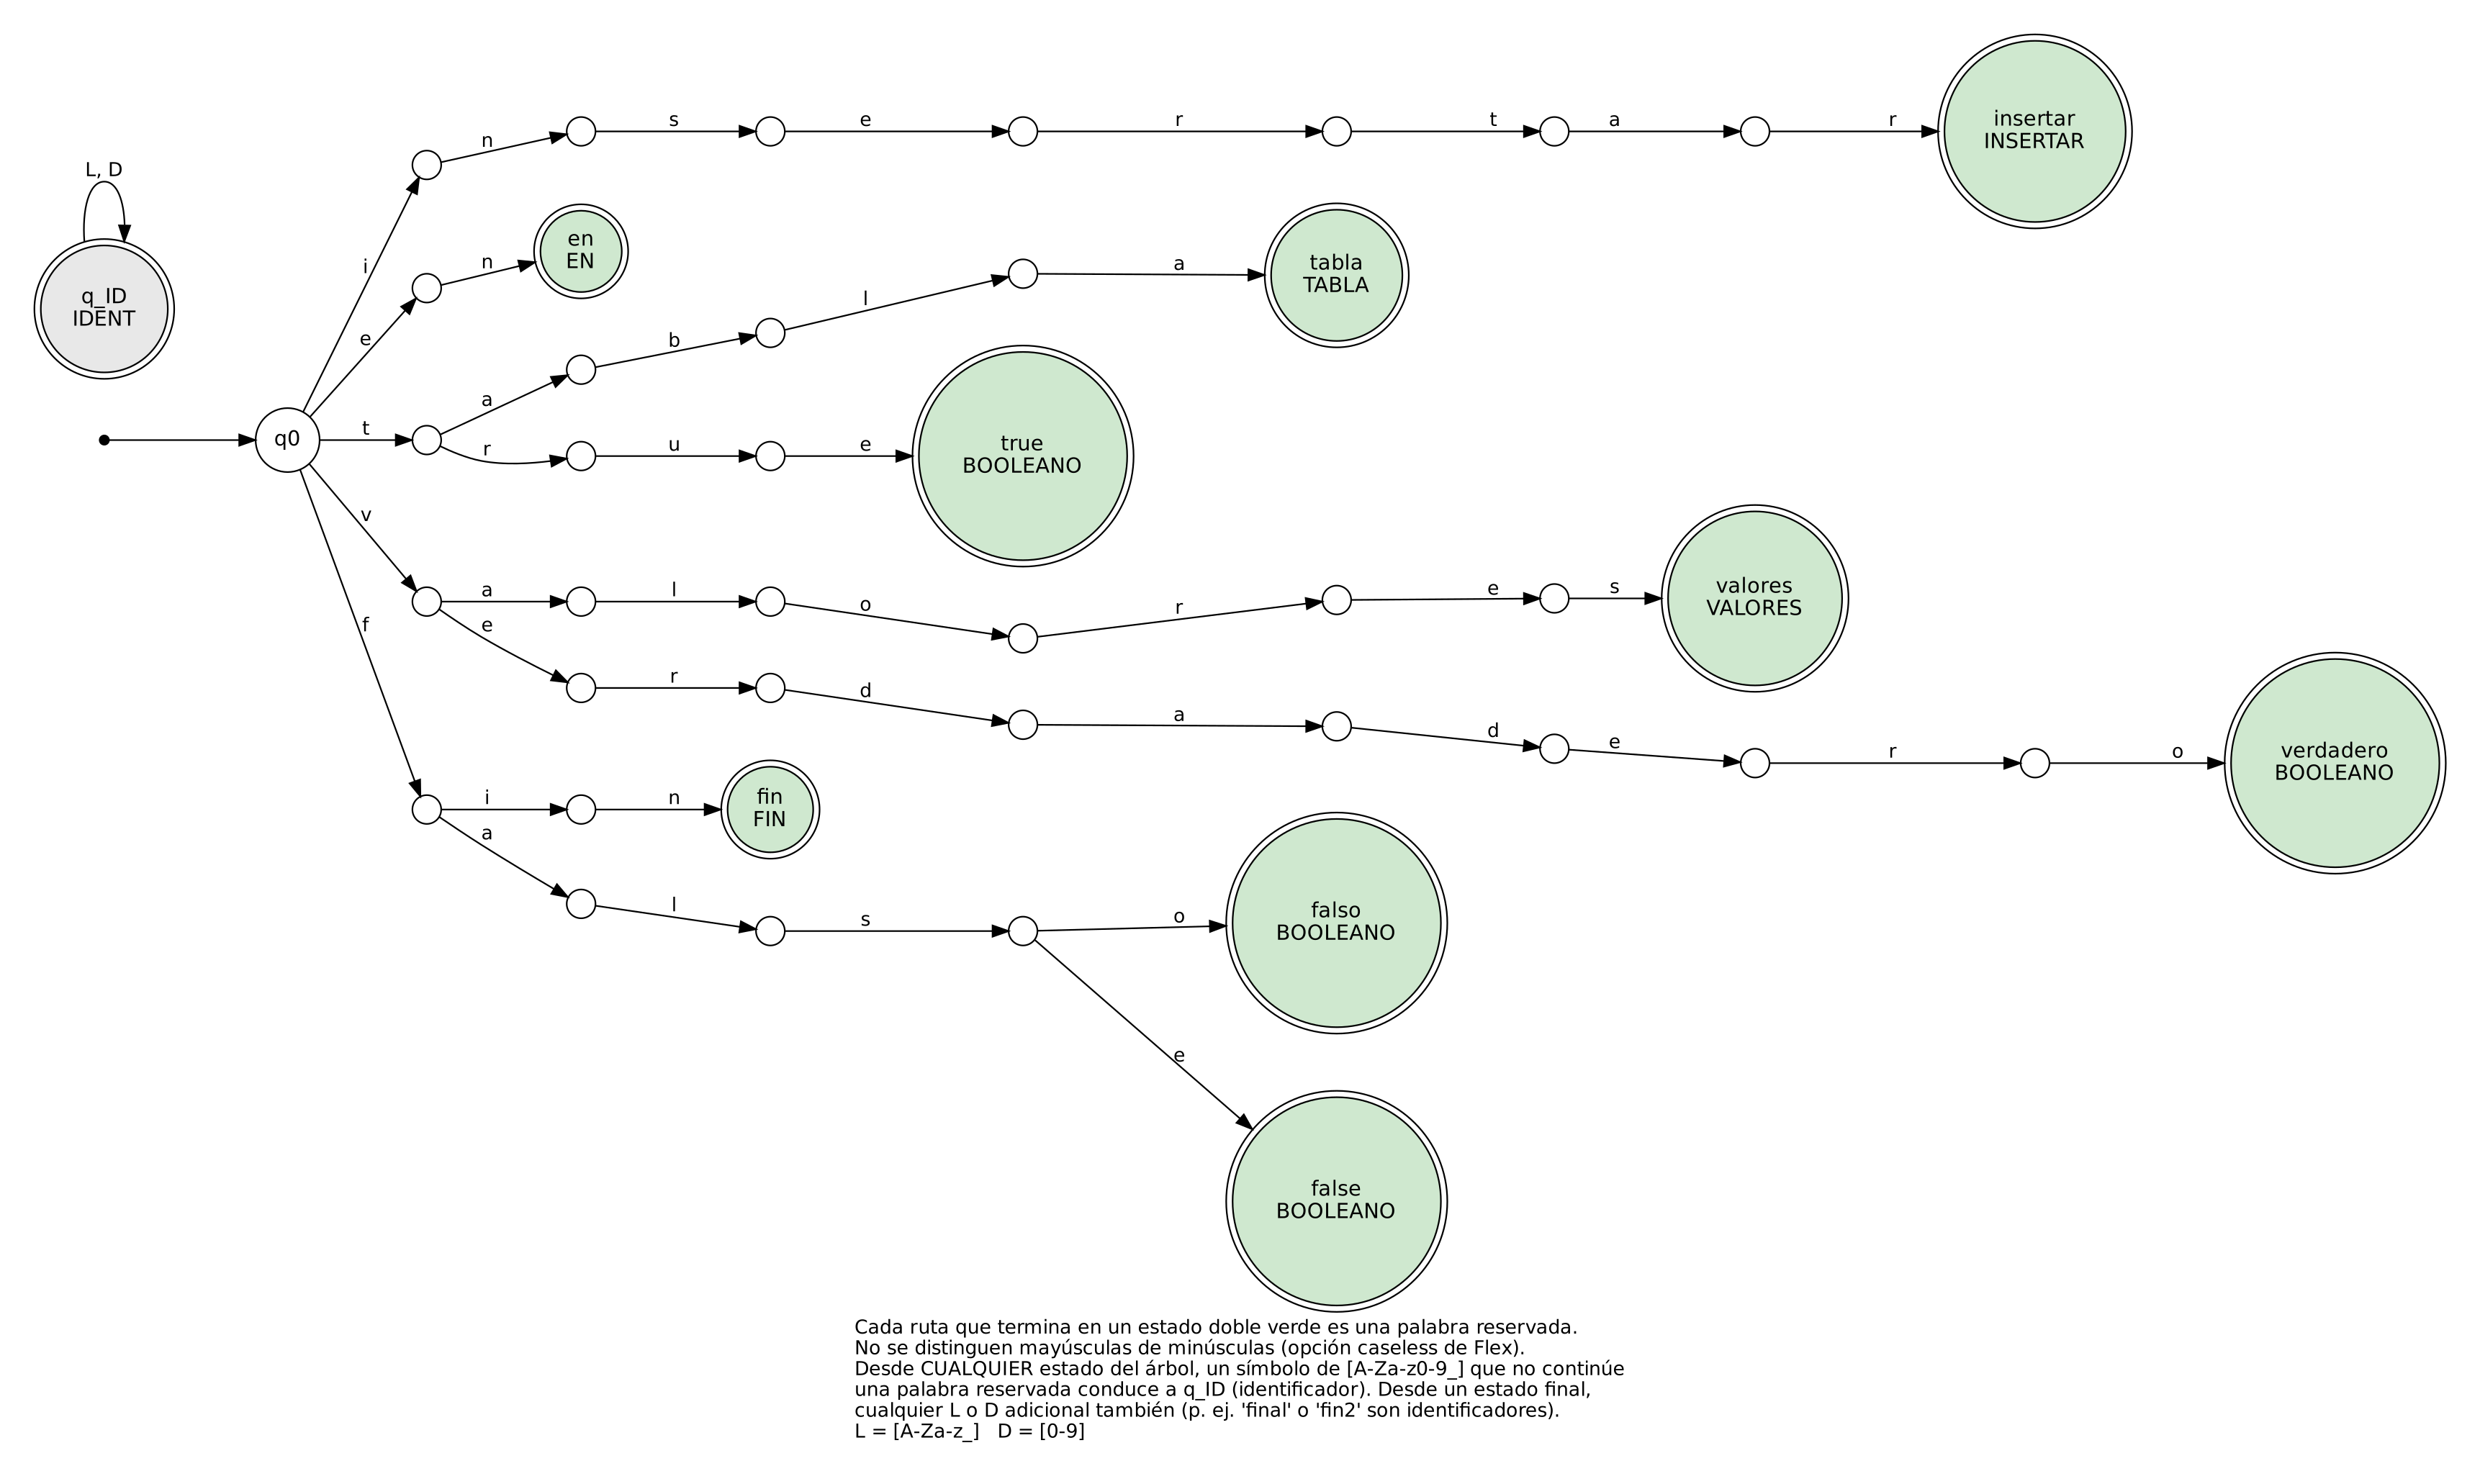 n
s
e
r
t
a
r
insertar
INSERTAR
L, D
q_ID
IDENT
i
e
n
en
EN
q0
t
a
b
l
a
tabla
TABLA
r
u
e
true
BOOLEANO
v
a
l
o
r
e
s
valores
VALORES
e
r
d
a
d
e
r
o
verdadero
BOOLEANO
f
i
n
fin
FIN
a
l
s
o
falso
BOOLEANO
e
false
BOOLEANO
Cada ruta que termina en un estado doble verde es una palabra reservada.
No se distinguen mayúsculas de minúsculas (opción caseless de Flex).
Desde CUALQUIER estado del árbol, un símbolo de [A-Za-z0-9_] que no continúe
una palabra reservada conduce a q_ID (identificador). Desde un estado final,
cualquier L o D adicional también (p. ej. 'final' o 'fin2' son identificadores).
L = [A-Za-z_]   D = [0-9]